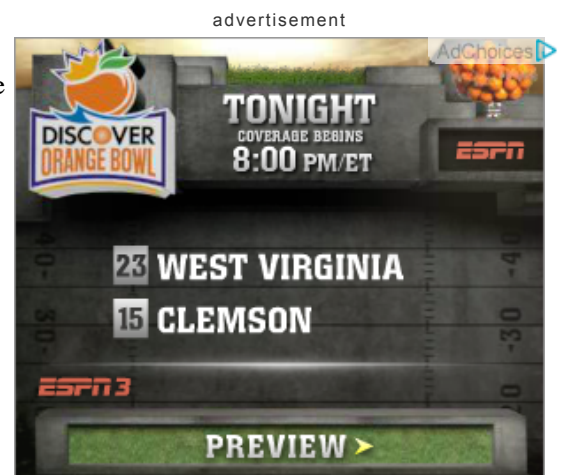 advertisement
AdChoices
e
DISCOVER
ORANGE BOWL
TONIGHT
COVERAGE BEGINS
8:00 PM/ET
ESPN
23 WEST VIRGINIA
15 CLEMSON
ESPN3
PREVIEW